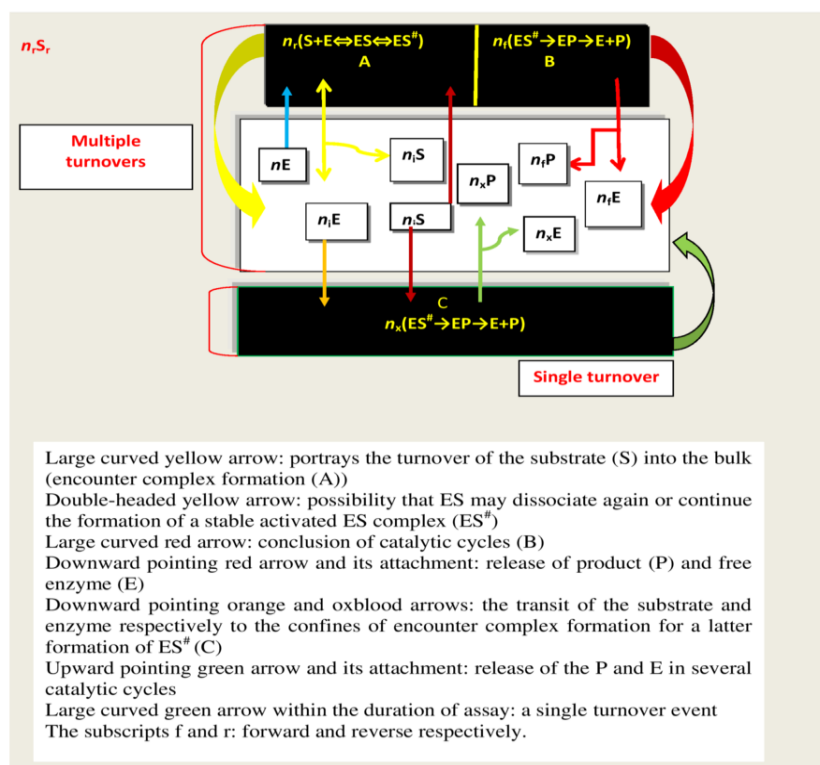 nᵣSᵣ
nᵣ(S+E⇔ES⇔ES#)
A
n_f(ES#→EP→E+P)
B
Multiple
turnovers
nE
nᵢS
nₓP
n_fP
n_fE
nᵢE
nᵢS
nₓE
C
nₓ(ES#→EP→E+P)
Single turnover
Large curved yellow arrow: portrays the turnover of the substrate (S) into the bulk
(encounter complex formation (A))
Double-headed yellow arrow: possibility that ES may dissociate again or continue
the formation of a stable activated ES complex (ES#)
Large curved red arrow: conclusion of catalytic cycles (B)
Downward pointing red arrow and its attachment: release of product (P) and free
enzyme (E)
Downward pointing orange and oxblood arrows: the transit of the substrate and
enzyme respectively to the confines of encounter complex formation for a latter
formation of ES# (C)
Upward pointing green arrow and its attachment: release of the P and E in several
catalytic cycles
Large curved green arrow within the duration of assay: a single turnover event
The subscripts f and r: forward and reverse respectively.